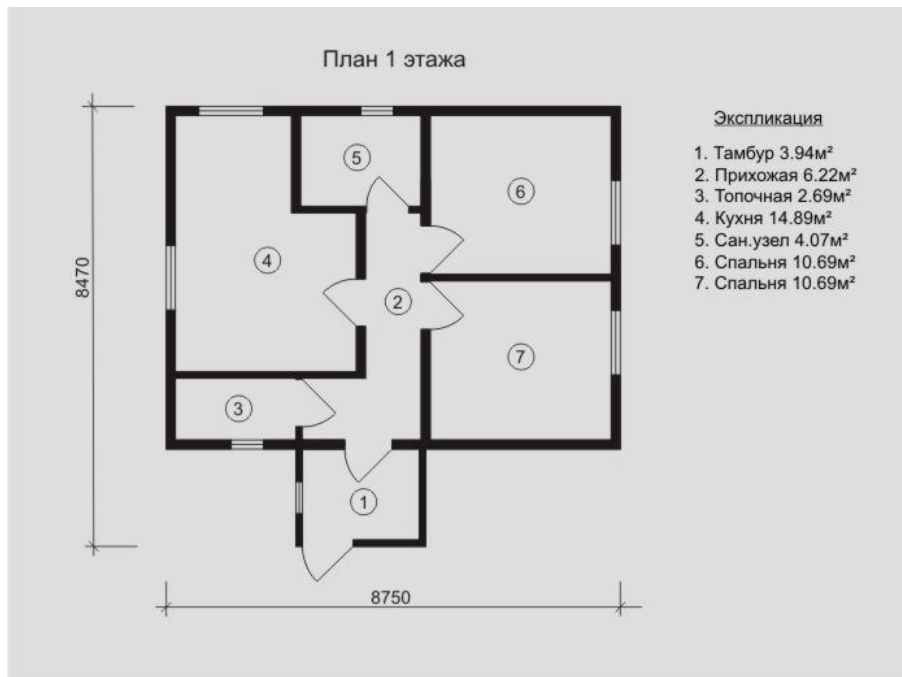 План 1 этажа
Экспликация
1. Тамбур 3.94м²
2. Прихожая 6.22м²
3. Топочная 2.69м²
4. Кухня 14.89м²
5. Сан.узел 4.07м²
6. Спальня 10.69м²
7. Спальня 10.69м²
5
6
4
8470
2
7
3
1
8750